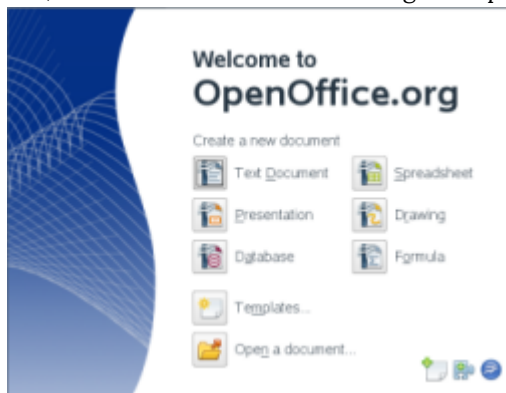 Welcome to
OpenOffice.org
Create a new document
Text Document
Spreadsheet
Presentation
Drawing
Database
Formula
Templates...
Open a document...